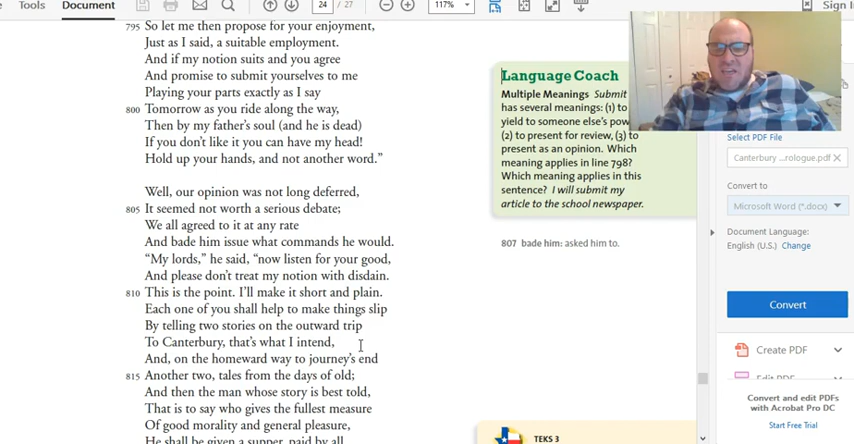 Tools
Document
24 / 27
117%
Sign In
795 So let me then propose for your enjoyment,
Just as I said, a suitable employment.
And if my notion suits and you agree
And promise to submit yourselves to me
Playing your parts exactly as I say
800 Tomorrow as you ride along the way,
Then by my father's soul (and he is dead)
If you don't like it you can have my head!
Hold up your hands, and not another word.”
Well, our opinion was not long deferred,
805 It seemed not worth a serious debate;
We all agreed to it at any rate
And bade him issue what commands he would.
“My lords,” he said, “now listen for your good,
And please don't treat my notion with disdain.
810 This is the point. I'll make it short and plain.
Each one of you shall help to make things slip
By telling two stories on the outward trip
To Canterbury, that's what I intend,
And, on the homeward way to journey's end
815 Another two, tales from the days of old;
And then the man whose story is best told,
That is to say who gives the fullest measure
Of good morality and general pleasure,
He shall be given a supper, paid by all
Language Coach
Multiple Meanings Submit
has several meanings: (1) to
yield to someone else's pow
(2) to present for review, (3) to
present as an opinion. Which
meaning applies in line 798?
Which meaning applies in this
sentence? I will submit my
article to the school newspaper.
807 bade him: asked him to.
TEKS 3
Select PDF File
Canterbury ...rologue.pdf
Convert to
Microsoft Word (*.docx)
Document Language:
English (U.S.) Change
Convert
Create PDF
Edit PDF
Convert and edit PDFs
with Acrobat Pro DC
Start Free Trial